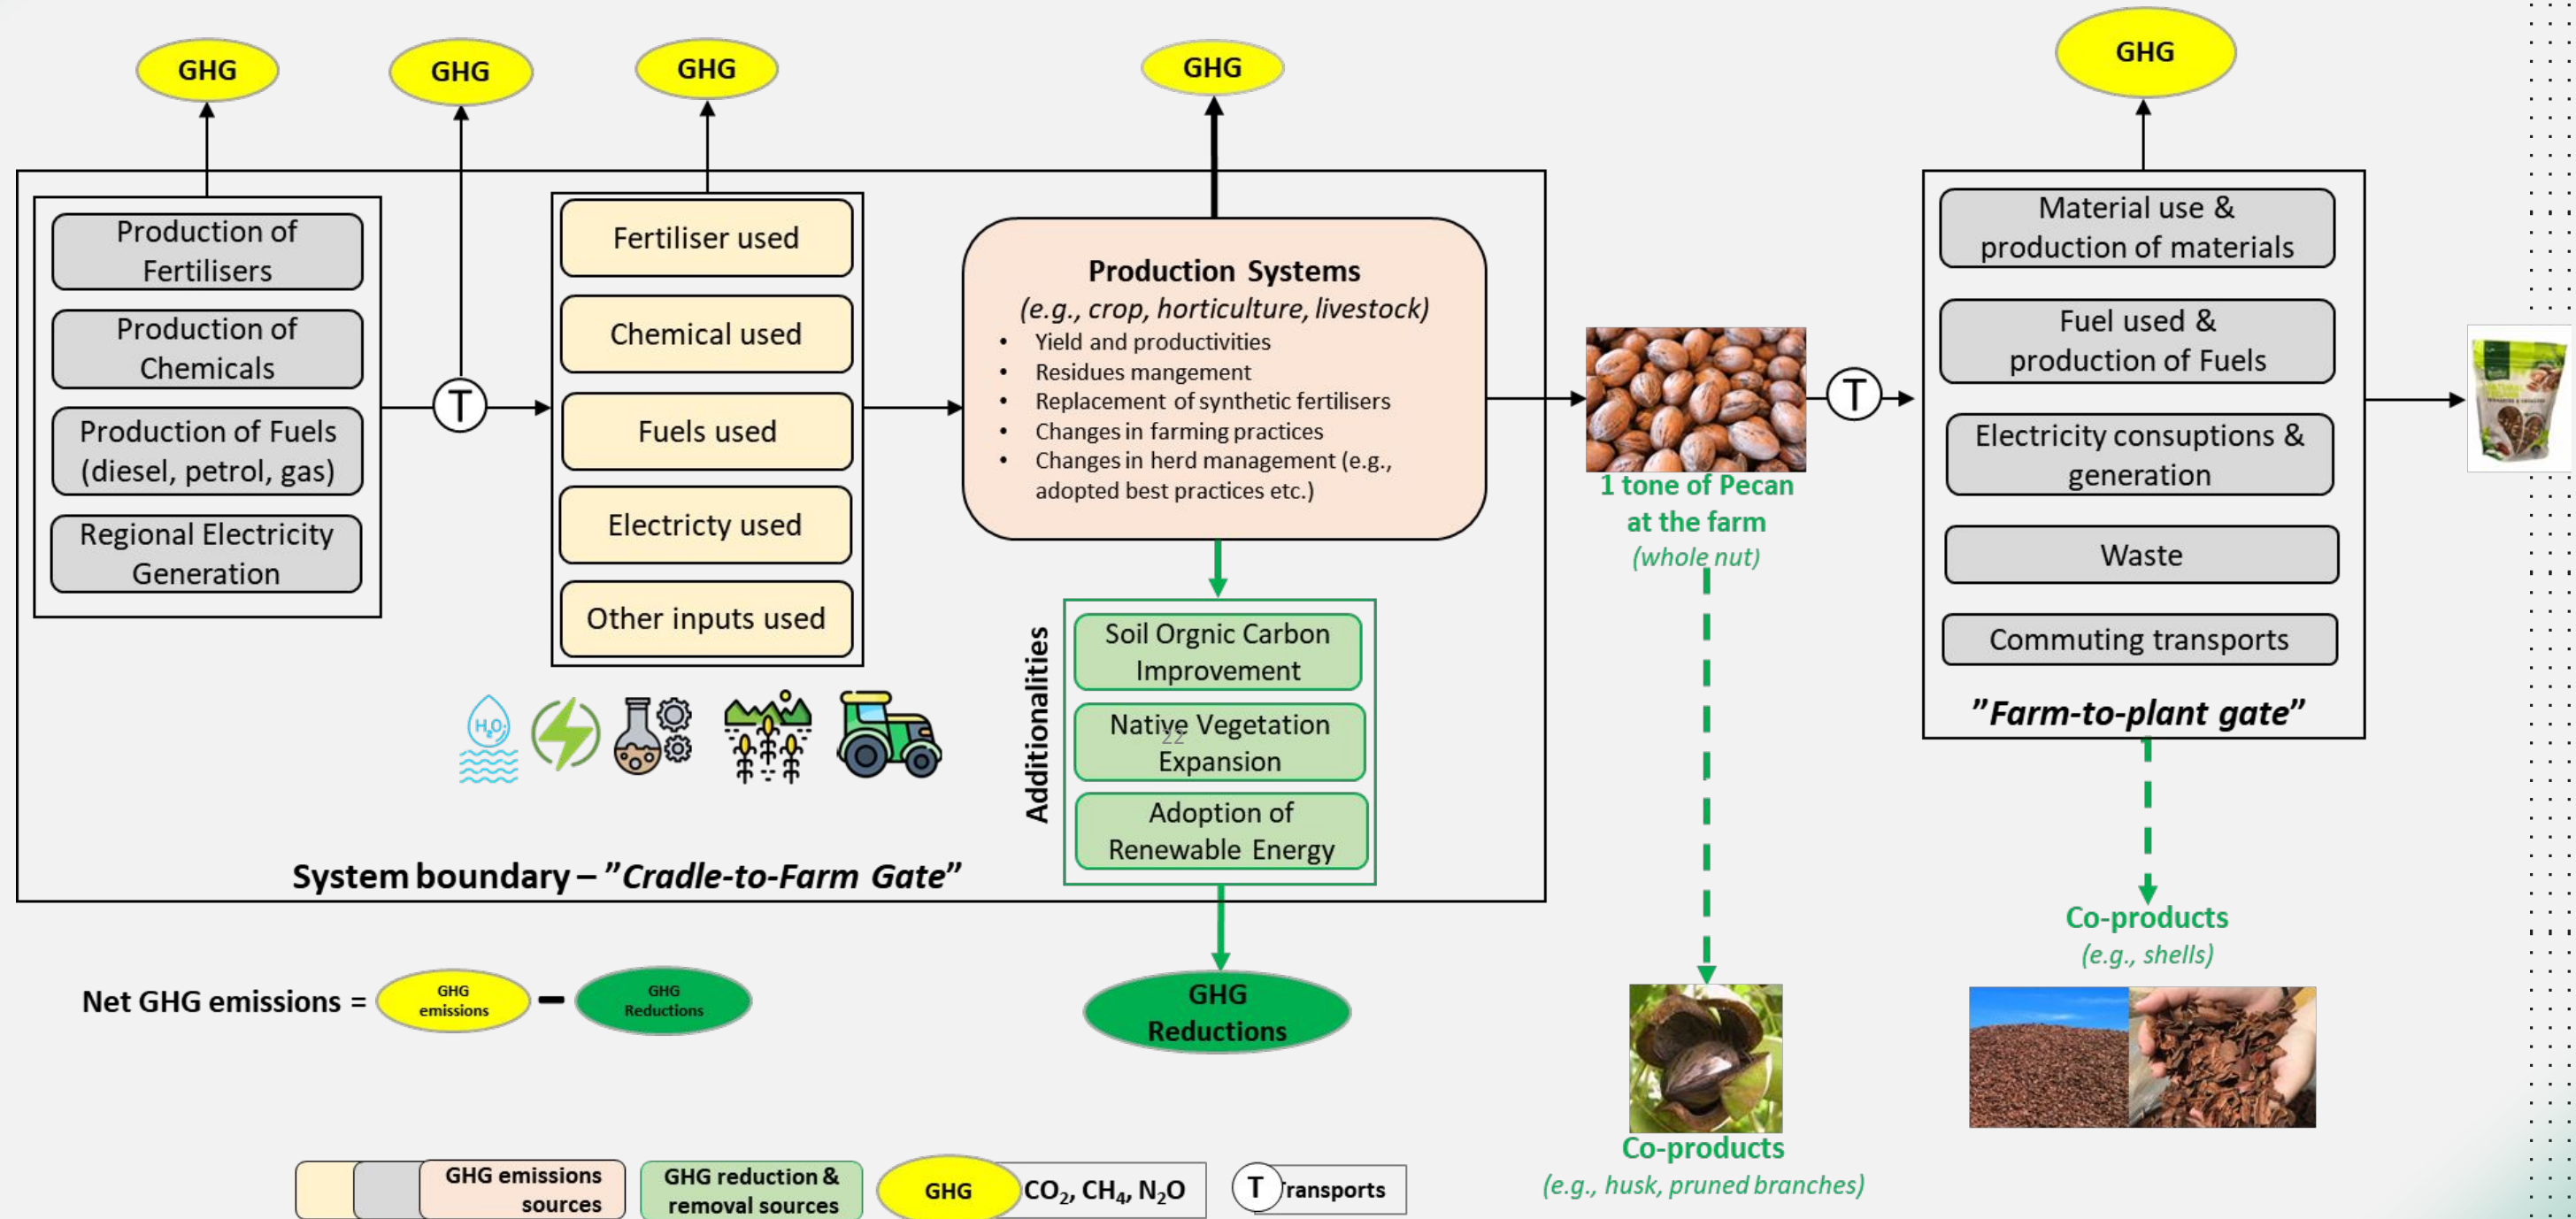 GHG
GHG
GHG
GHG
GHG
Production of
Fertilisers
Production of
Chemicals
Production of Fuels
(diesel, petrol, gas)
Regional Electricity
Generation
T
Fertiliser used
Chemical used
Fuels used
Electricty used
Other inputs used
Production Systems
(e.g., crop, horticulture, livestock)
• Yield and productivities
• Residues mangement
• Replacement of synthetic fertilisers
• Changes in farming practices
• Changes in herd management (e.g.,
adopted best practices etc.)
Additionalities
Soil Orgnic Carbon
Improvement
Native Vegetation
Expansion
22
Adoption of
Renewable Energy
H₂O
System boundary – ”Cradle-to-Farm Gate”
1 tone of Pecan
at the farm
(whole nut)
T
Material use &
production of materials
Fuel used &
production of Fuels
Electricity consuptions &
generation
Waste
Commuting transports
”Farm-to-plant gate”
Co-products
(e.g., shells)
Net GHG emissions =
GHG
emissions
–
GHG
Reductions
GHG
Reductions
Co-products
(e.g., husk, pruned branches)
GHG emissions
sources
GHG reduction &
removal sources
GHG
CO₂, CH₄, N₂O
T
ransports